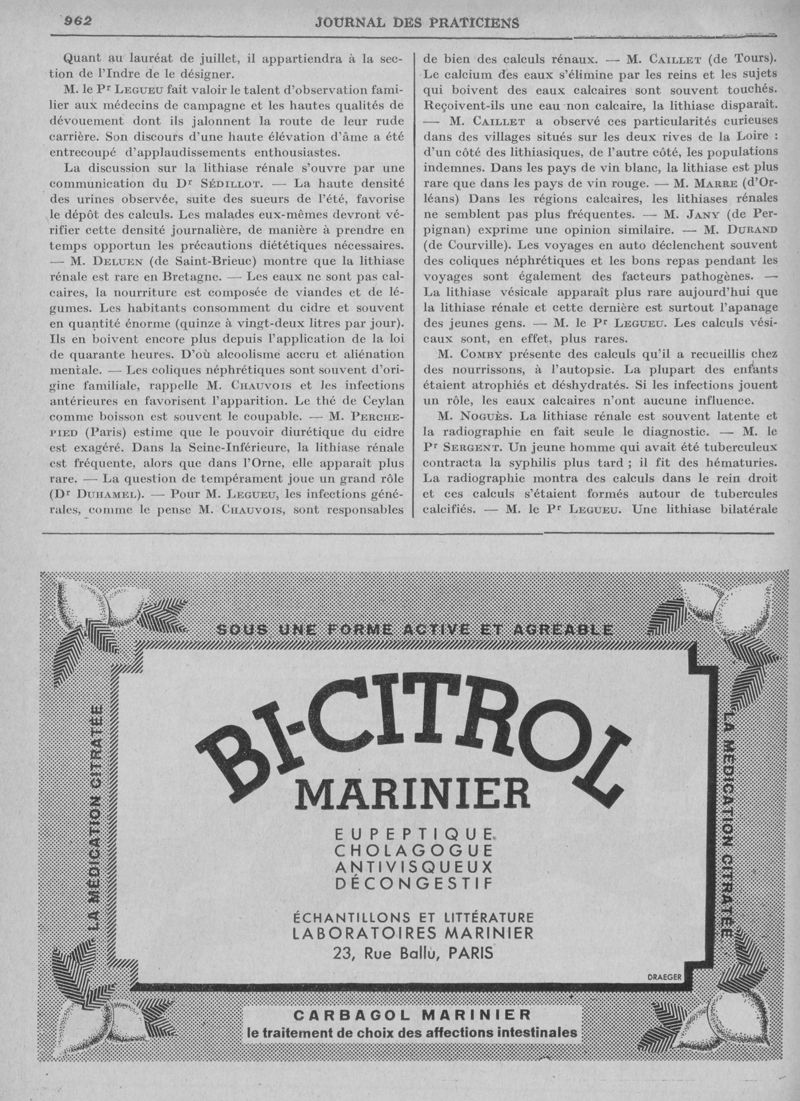 962
JOURNAL DES PRATICIENS
Quant au lauréat de juillet, il appartiendra à la sec-
tion de l'Indre de le désigner.
M. le Pr LEGUEU fait valoir le talent d'observation fami-
lier aux médecins de campagne et les hautes qualités de
dévouement dont ils jalonnent la route de leur rude
carrière. Son discours d'une haute élévation d'âme a été
entrecoupé d'applaudissements enthousiastes.
La discussion sur la lithiase rénale s'ouvre par une
communication du Dr SÉDILLOT. — La haute densité
des urines observée, suite des sueurs de l'été, favorise
le dépôt des calculs. Les malades eux-mêmes devront vé-
rifier cette densité journalière, de manière à prendre en
temps opportun les précautions diététiques nécessaires.
— M. DELUEN (de Saint-Brieuc) montre que la lithiase
rénale est rare en Bretagne. — Les eaux ne sont pas cal-
caires, la nourriture est composée de viandes et de lé-
gumes. Les habitants consomment du cidre et souvent
en quantité énorme (quinze à vingt-deux litres par jour).
Ils en boivent encore plus depuis l'application de la loi
de quarante heures. D'où alcoolisme accru et aliénation
mentale. — Les coliques néphrétiques sont souvent d'ori-
gine familiale, rappelle M. CHAUVOIS et les infections
antérieures en favorisent l'apparition. Le thé de Ceylan
comme boisson est souvent le coupable. — M. PERCHE-
PIED (Paris) estime que le pouvoir diurétique du cidre
est exagéré. Dans la Seine-Inférieure, la lithiase rénale
est fréquente, alors que dans l'Orne, elle apparaît plus
rare. — La question de tempérament joue un grand rôle
(Dr DUHAMEL). — Pour M. LEGUEU, les infections géné-
rales, comme le pense M. CHAUVOIS, sont responsables
de bien des calculs rénaux. — M. CAILLET (de Tours).
Le calcium des eaux s'élimine par les reins et les sujets
qui boivent des eaux calcaires sont souvent touchés.
Reçoivent-ils une eau non calcaire, la lithiase disparaît.
— M. CAILLET a observé ces particularités curieuses
dans des villages situés sur les deux rives de la Loire :
d'un côté des lithiasiques, de l'autre côté, les populations
indemnes. Dans les pays de vin blanc, la lithiase est plus
rare que dans les pays de vin rouge. — M. MARRE (d'Or-
léans) Dans les régions calcaires, les lithiases rénales
ne semblent pas plus fréquentes. — M. JANY (de Per-
pignan) exprime une opinion similaire. — M. DURAND
(de Courville). Les voyages en auto déclenchent souvent
des coliques néphrétiques et les bons repas pendant les
voyages sont également des facteurs pathogènes. —
La lithiase vésicale apparaît plus rare aujourd'hui que
la lithiase rénale et cette dernière est surtout l'apanage
des jeunes gens. — M. le Pr LEGUEU. Les calculs vési-
caux sont, en effet, plus rares.
M. COMBY présente des calculs qu'il a recueillis chez
des nourrissons, à l'autopsie. La plupart des enfants
étaient atrophiés et déshydratés. Si les infections jouent
un rôle, les eaux calcaires n'ont aucune influence.
M. NOGUÈS. La lithiase rénale est souvent latente et
la radiographie en fait seule le diagnostic. — M. le
Pr SERGENT. Un jeune homme qui avait été tuberculeux
contracta la syphilis plus tard ; il fit des hématuries.
La radiographie montra des calculs dans le rein droit
et ces calculs s'étaient formés autour de tubercules
calcifiés. — M. le Pr LEGUEU. Une lithiase bilatérale
SOUS UNE FORME ACTIVE ET AGRÉABLE
LA MÉDICATION CITRATÉE
BI-CITROL
MARINIER
EUPEPTIQUE
CHOLAGOGUE
ANTIVISQUEUX
DÉCONGESTIF
ÉCHANTILLONS ET LITTÉRATURE
LABORATOIRES MARINIER
23, Rue Ballu, PARIS
DRAEGER
LA MÉDICATION CITRATÉE
CARBAGOL MARINIER
le traitement de choix des affections intestinales